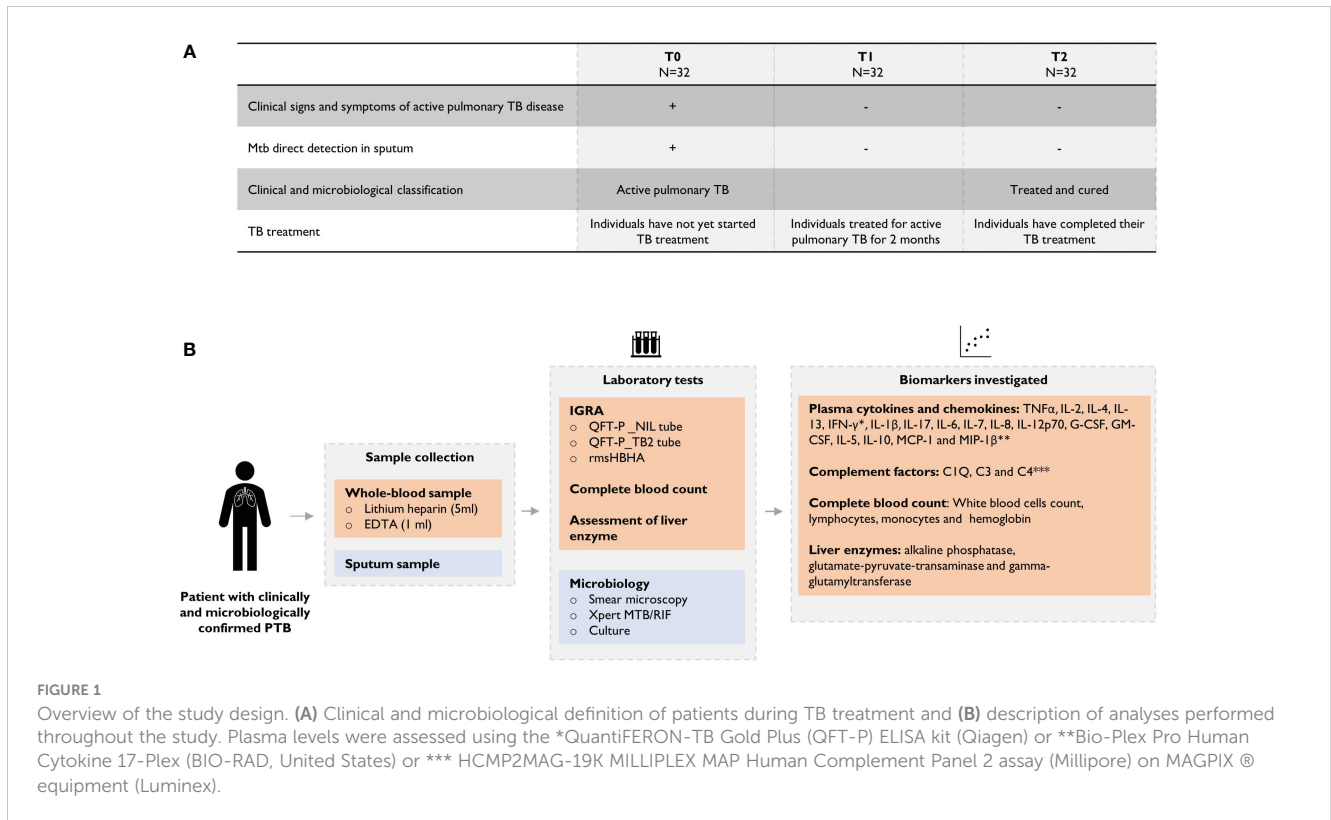 A
T0
N=32
T1
N=32
T2
N=32
Clinical signs and symptoms of active pulmonary TB disease
+
-
-
Mtb direct detection in sputum
+
-
-
Clinical and microbiological classification
Active pulmonary TB
Treated and cured
TB treatment
Individuals have not yet started
TB treatment
Individuals treated for active
pulmonary TB for 2 months
Individuals have completed their
TB treatment
B
Patient with clinically
and microbiologically
confirmed PTB
Sample collection
Whole-blood sample
o Lithium heparin (5ml)
o EDTA (1 ml)
Sputum sample
Laboratory tests
IGRA
o QFT-P_NIL tube
o QFT-P_TB2 tube
o rmsHBHA
Complete blood count
Assessment of liver
enzyme
Microbiology
o Smear microscopy
o Xpert MTB/RIF
o Culture
Biomarkers investigated
Plasma cytokines and chemokines: TNFα, IL-2, IL-4, IL-
13, IFN-γ*, IL-1β, IL-17, IL-6, IL-7, IL-8, IL-12p70, G-CSF, GM-
CSF, IL-5, IL-10, MCP-1 and MIP-1β**
Complement factors: C1Q, C3 and C4***
Complete blood count: White blood cells count,
lymphocytes, monocytes and hemoglobin
Liver enzymes: alkaline phosphatase,
glutamate-pyruvate-transaminase and gamma-
glutamyltransferase
FIGURE 1
Overview of the study design. (A) Clinical and microbiological definition of patients during TB treatment and (B) description of analyses performed
throughout the study. Plasma levels were assessed using the *QuantiFERON-TB Gold Plus (QFT-P) ELISA kit (Qiagen) or **Bio-Plex Pro Human
Cytokine 17-Plex (BIO-RAD, United States) or *** HCMP2MAG-19K MILLIPLEX MAP Human Complement Panel 2 assay (Millipore) on MAGPIX ®
equipment (Luminex).